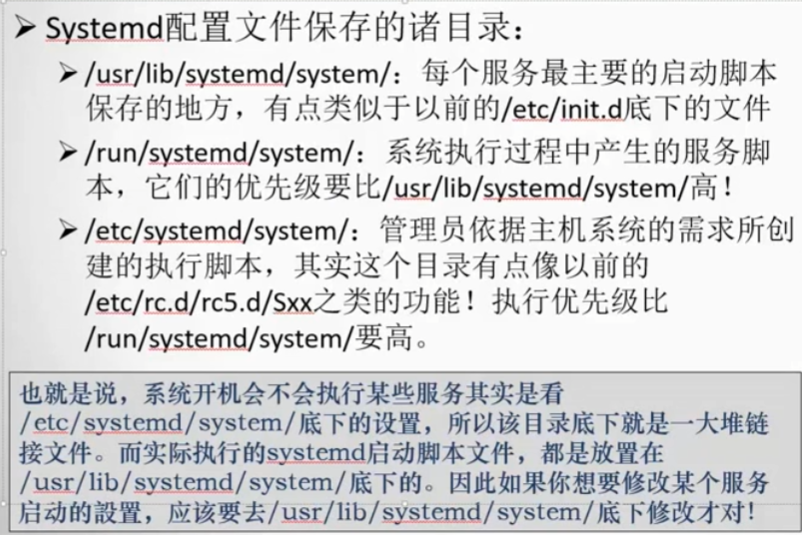 Systemd配置文件保存的诸目录：
/usr/lib/systemd/system/：每个服务最主要的启动脚本
保存的地方，有点类似于以前的/etc/init.d底下的文件
/run/systemd/system/：系统执行过程中产生的服务脚
本，它们的优先级要比/usr/lib/systemd/system/高！
/etc/systemd/system/：管理员依据主机系统的需求所创
建的执行脚本，其实这个目录有点像以前的
/etc/rc.d/rc5.d/Sxx之类的功能！执行优先级比
/run/systemd/system/要高。
也就是说，系统开机会不会执行某些服务其实是看
/etc/systemd/system/底下的设置，所以该目录底下就是一大堆链
接文件。而实际执行的systemd启动脚本文件，都是放置在
/usr/lib/systemd/system/底下的。因此如果你想要修改某个服务
启动的設置，应该要去/usr/lib/systemd/system/底下修改才对！